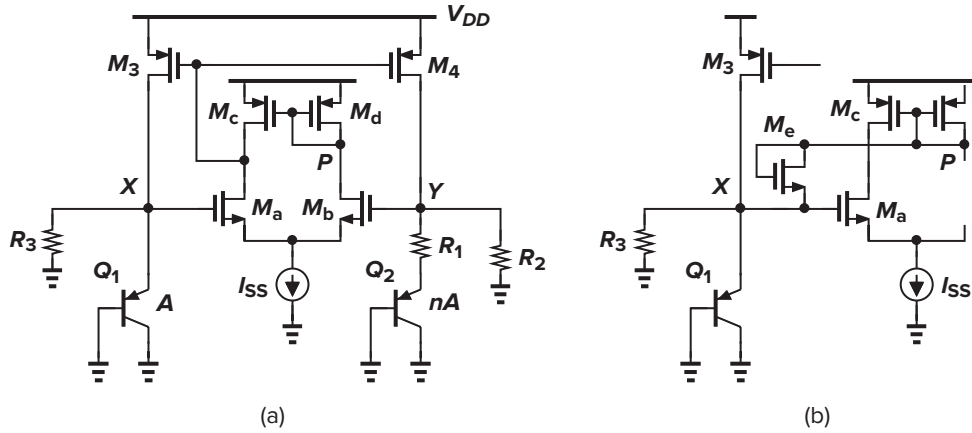 V_DD
M_3
M_4
M_c
M_d
P
X
Y
M_a
M_b
R_3
R_1
R_2
Q_1
A
I_SS
Q_2
nA
(a)
M_3
M_c
M_e
P
X
M_a
R_3
Q_1
I_SS
(b)